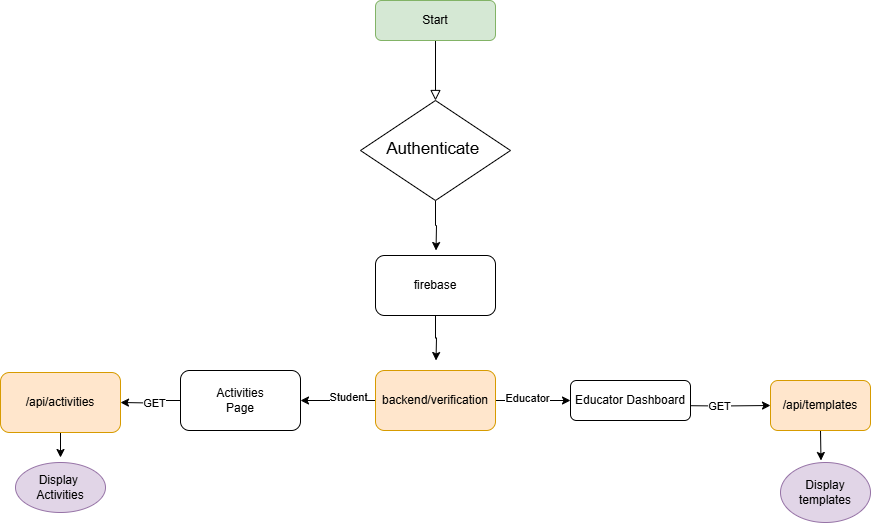 Start
Authenticate
firebase
/api/activities
GET
Activities
Page
Student
backend/verification
Educator
Educator Dashboard
GET
/api/templates
Display
Activities
Display
templates